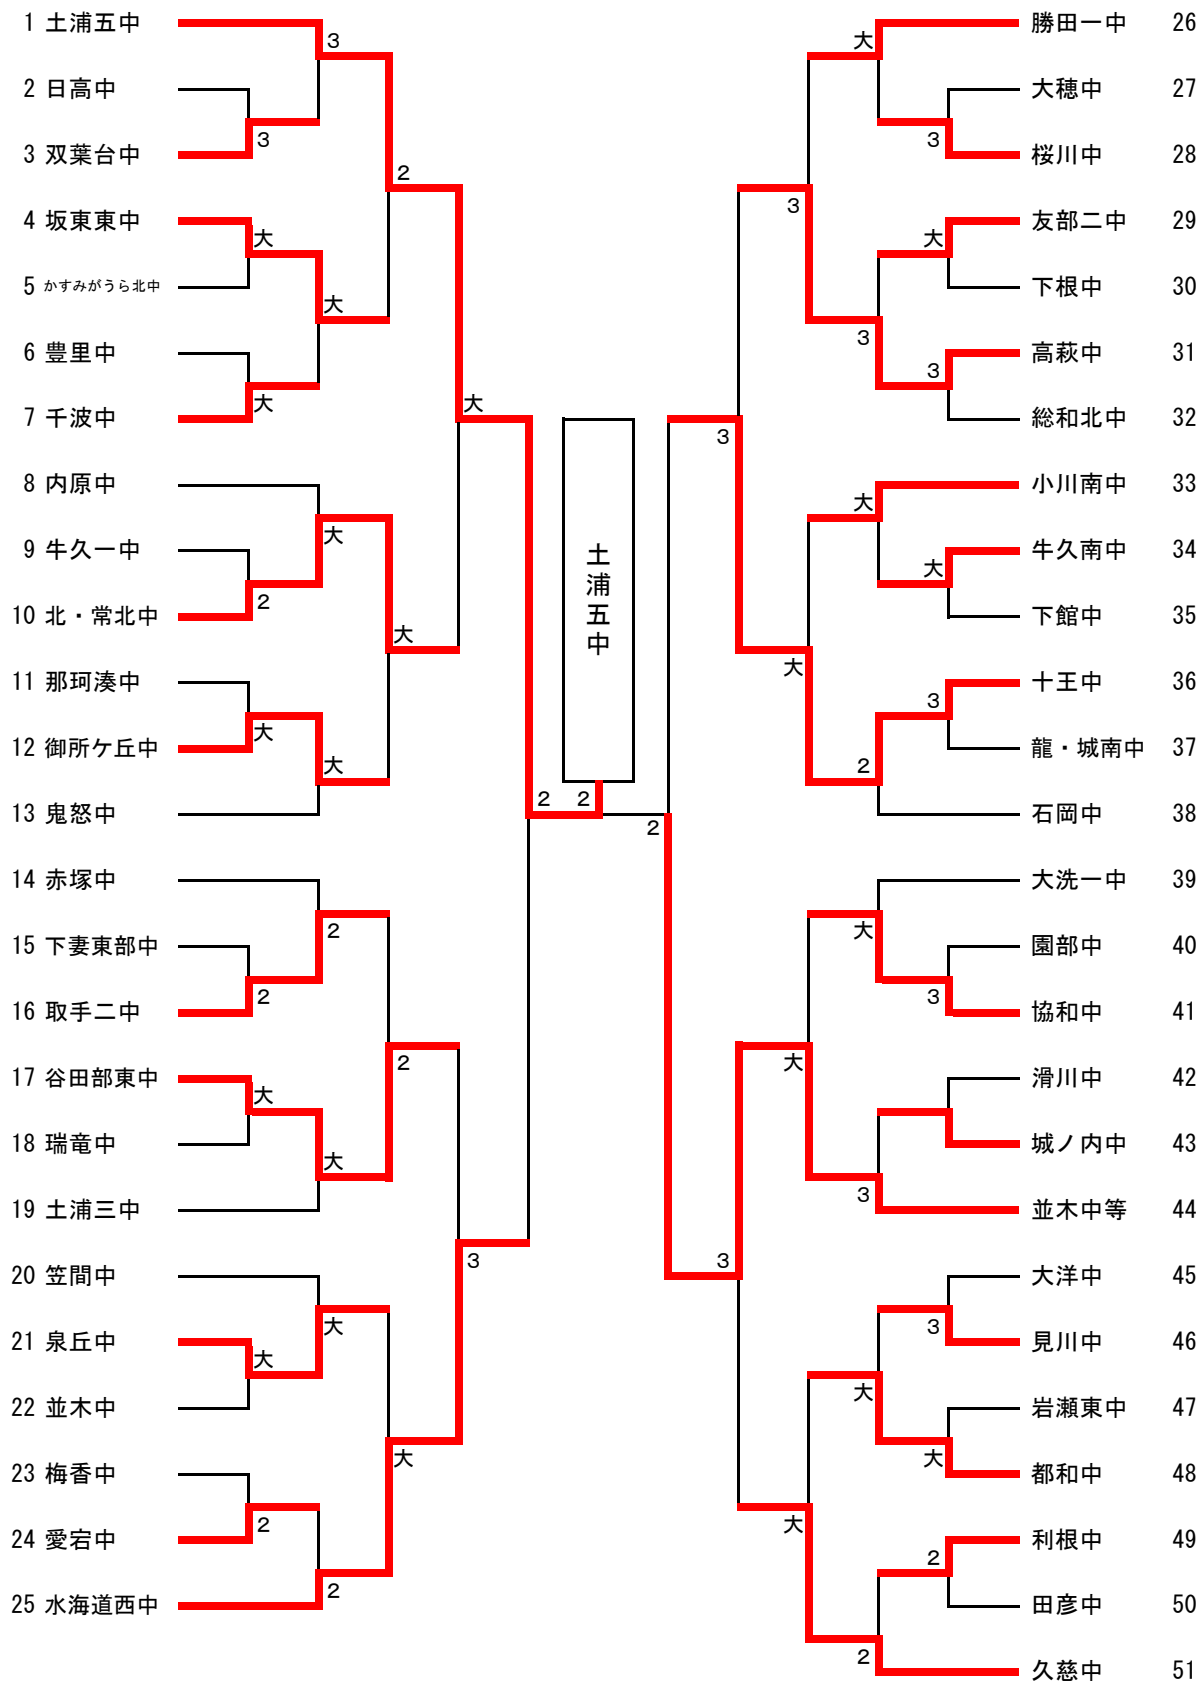 1 土浦五中
2 日高中
3 双葉台中
4 坂東東中
5 かすみがうら北中
6 豊里中
7 千波中
8 内原中
9 牛久一中
10 北・常北中
11 那珂湊中
12 御所ケ丘中
13 鬼怒中
14 赤塚中
15 下妻東部中
16 取手二中
17 谷田部東中
18 瑞竜中
19 土浦三中
20 笠間中
21 泉丘中
22 並木中
23 梅香中
24 愛宕中
25 水海道西中
3
3
2
大
大
大
大
大
2
大
大
大
2
2
2
大
大
3
大
大
大
2
2
土浦五中
2
2
2
大
3
3
大
3
3
3
大
大
3
大
3
2
大
3
大
3
3
3
大
大
大
2
2
勝田一中 26
大穂中 27
桜川中 28
友部二中 29
下根中 30
高萩中 31
総和北中 32
小川南中 33
牛久南中 34
下館中 35
十王中 36
龍・城南中 37
石岡中 38
大洗一中 39
園部中 40
協和中 41
滑川中 42
城ノ内中 43
並木中等 44
大洋中 45
見川中 46
岩瀬東中 47
都和中 48
利根中 49
田彦中 50
久慈中 51